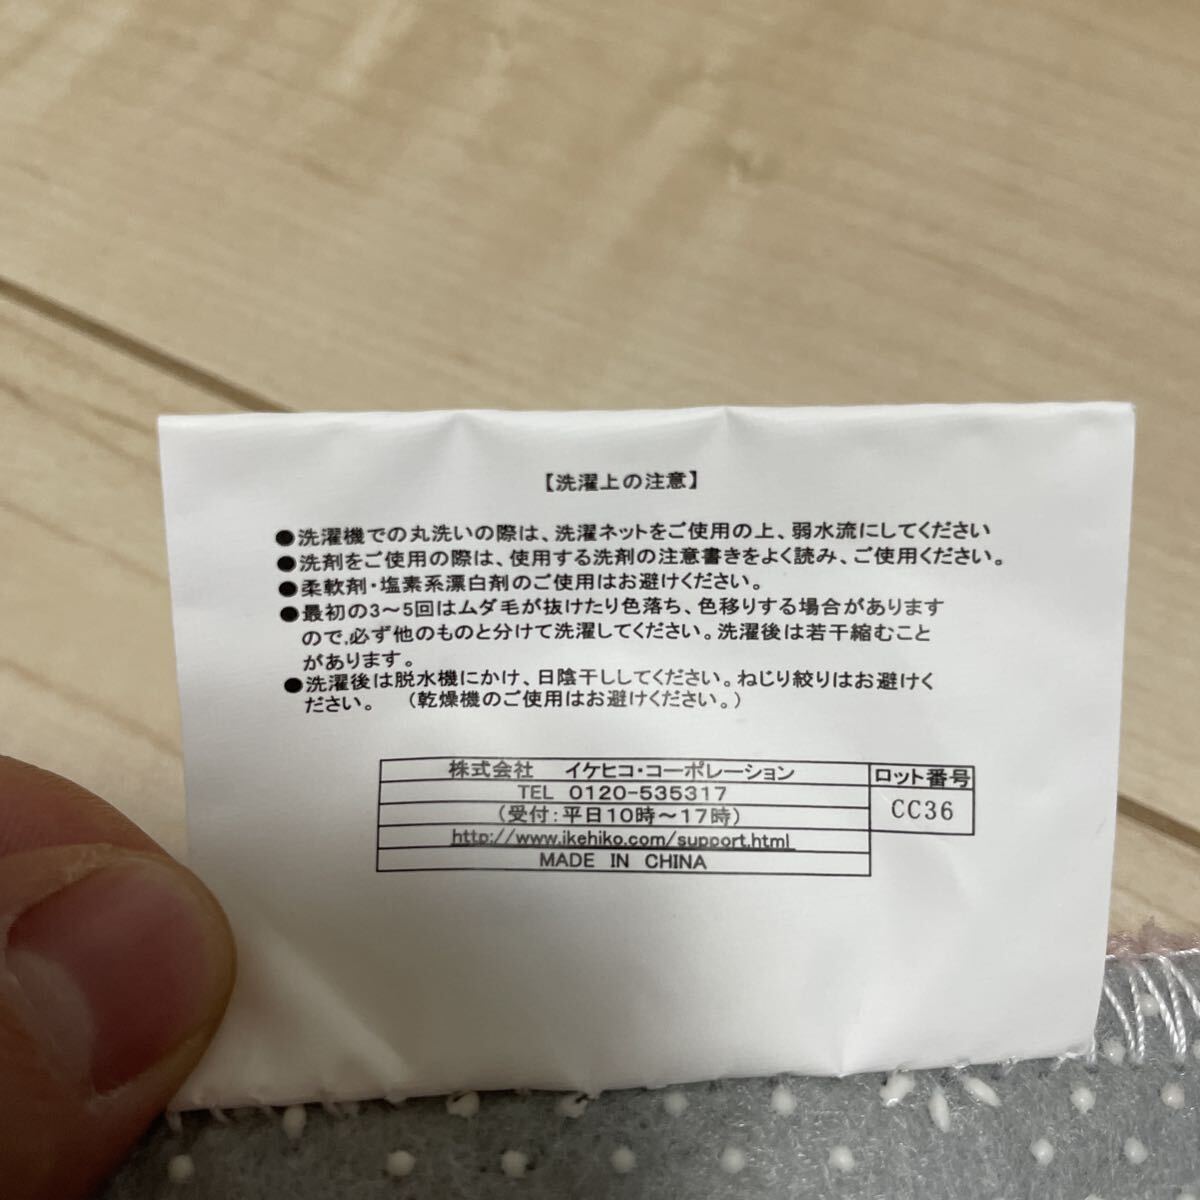 【洗濯上の注意】
●洗濯機での丸洗いの際は、洗濯ネットをご使用の上、弱水流にしてください
●洗剤をご使用の際は、使用する洗剤の注意書きをよく読み、ご使用ください。
●柔軟剤・塩素系漂白剤のご使用はお避けください。
●最初の3～5回はムダ毛が抜けたり色落ち、色移りする場合があります
ので,必ず他のものと分けて洗濯してください。洗濯後は若干縮むこと
があります。
●洗濯後は脱水機にかけ、日陰干ししてください。ねじり絞りはお避けく
ださい。 （乾燥機のご使用はお避けください。）
株式会社 イケヒコ・コーポレーション
TEL 0120-535317
（受付：平日10時～17時）
http://www.ikehiko.com/support.html
MADE IN CHINA
ロット番号
CC36